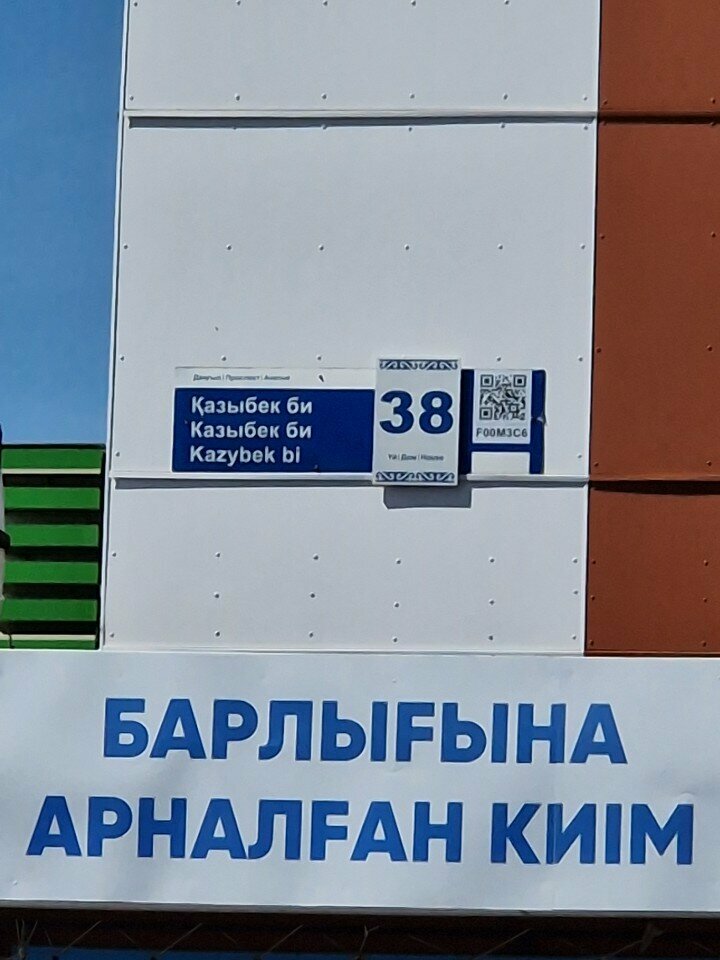 Даңғыл | Проспект | Avenue
Қазыбек би
Казыбек би
Kazybek bi
38
Үй | Дом | House
F00M3C6
БАРЛЫҒЫНА
АРНАЛҒАН КИІМ